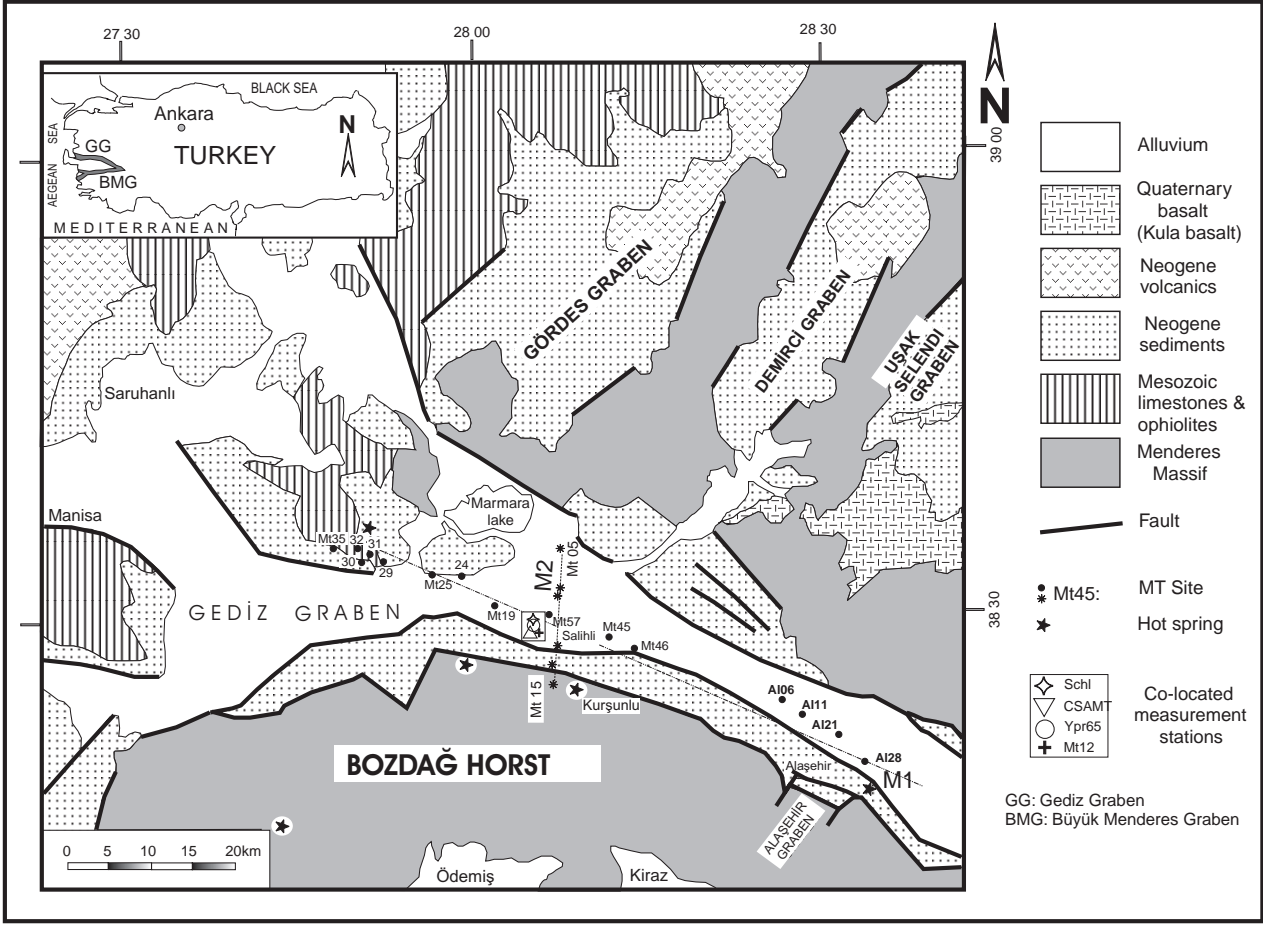 27 30
28 00
28 30
39 00
38 30
N
BLACK SEA
Ankara
TURKEY
N
AEGEAN SEA
GG
BMG
MEDITERRANEAN
GÖRDES GRABEN
DEMIRCI GRABEN
UŞAK
SELENDI
GRABEN
Saruhanlı
Manisa
Marmara
lake
Mt35
32
31
30
29
Mt25
24
M2
Mt 05
GEDIZ GRABEN
Mt19
Mt57
Salihli
Mt45
Mt46
Mt 15
Kurşunlu
Al06
Al11
Al21
Al28
Alaşehir
M1
BOZDAĞ HORST
ALAŞEHİR
GRABEN
0 5 10 15 20km
Ödemiş
Kiraz
Alluvium
Quaternary
basalt
(Kula basalt)
Neogene
volcanics
Neogene
sediments
Mesozoic
limestones &
ophiolites
Menderes
Massif
Fault
Mt45:
MT Site
Hot spring
Schl
CSAMT
Ypr65
Mt12
Co-located
measurement
stations
GG: Gediz Graben
BMG: Büyük Menderes Graben